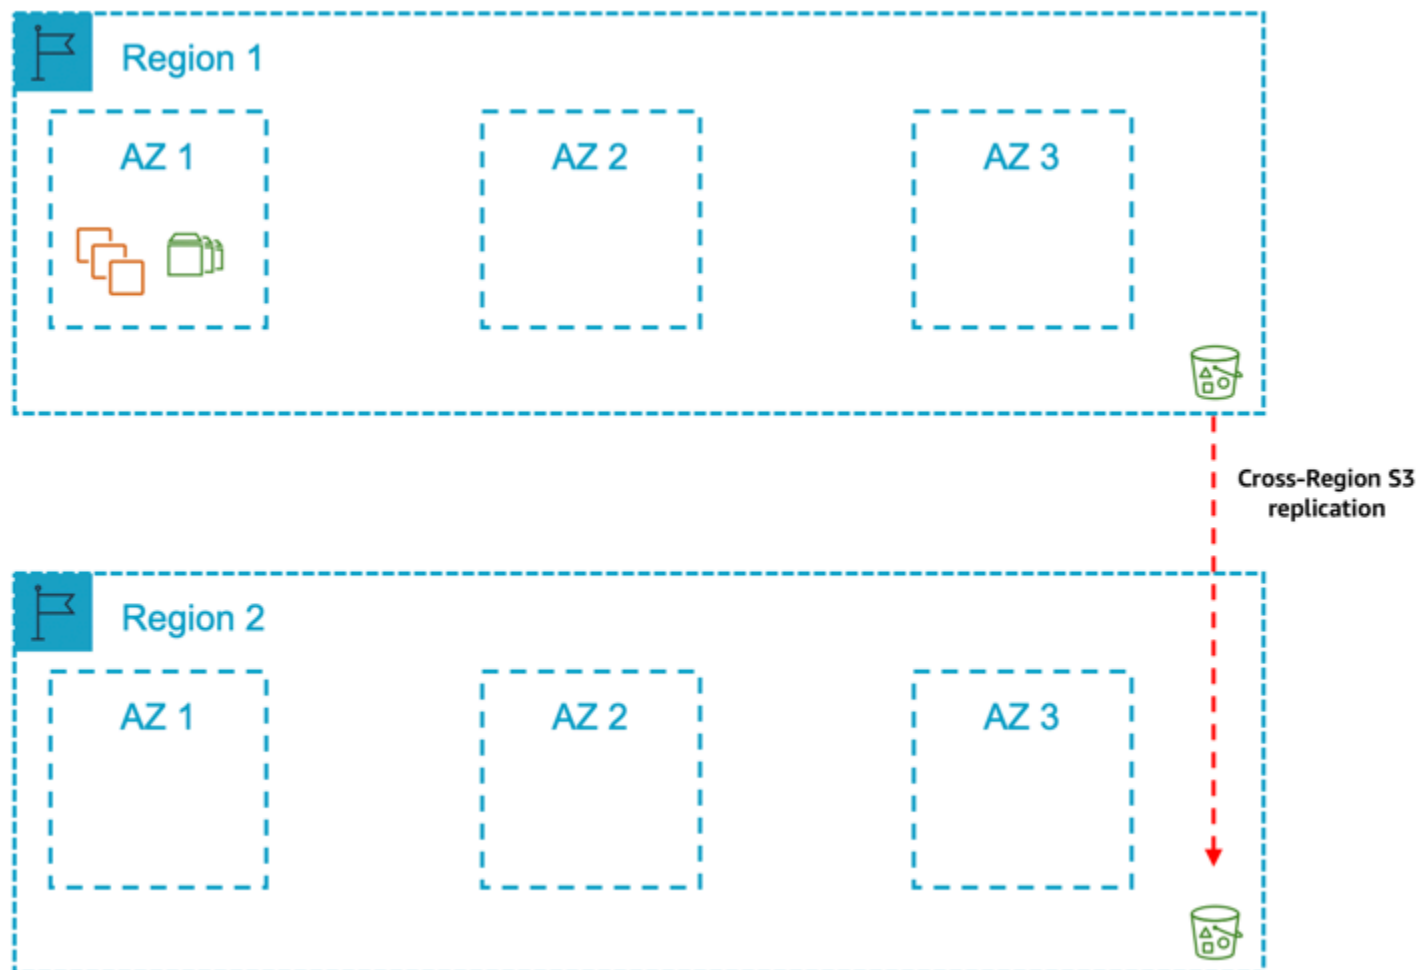 Region 1
AZ 1
AZ 2
AZ 3
Cross-Region S3
replication
Region 2
AZ 1
AZ 2
AZ 3